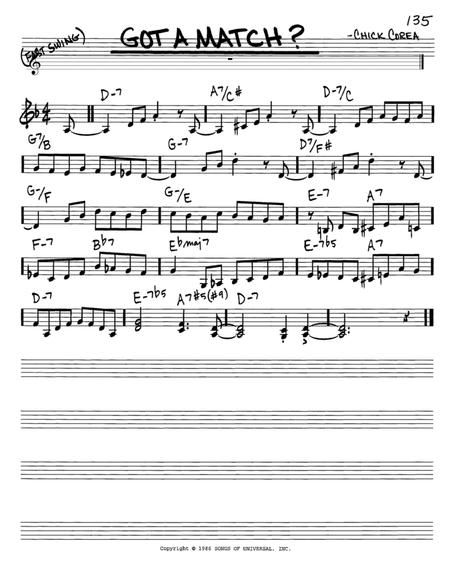 135
GOT A MATCH?
(FAST SWING)
-CHICK COREA
D-7 A7/C# D-7/C
G7/B G-7 D7/F#
G-/F G-/E E-7 A7
F-7 Bb7 Ebmaj7 E-7b5 A7
D-7 E-7b5 A7#5(#9) D-7
Copyright © 1986 SONGS OF UNIVERSAL, INC.